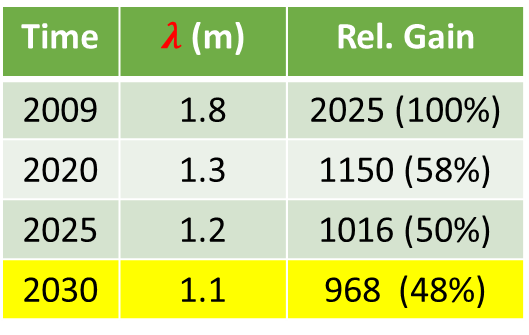 Time λ (m) Rel. Gain
2009 1.8 2025 (100%)
2020 1.3 1150 (58%)
2025 1.2 1016 (50%)
2030 1.1 968 (48%)